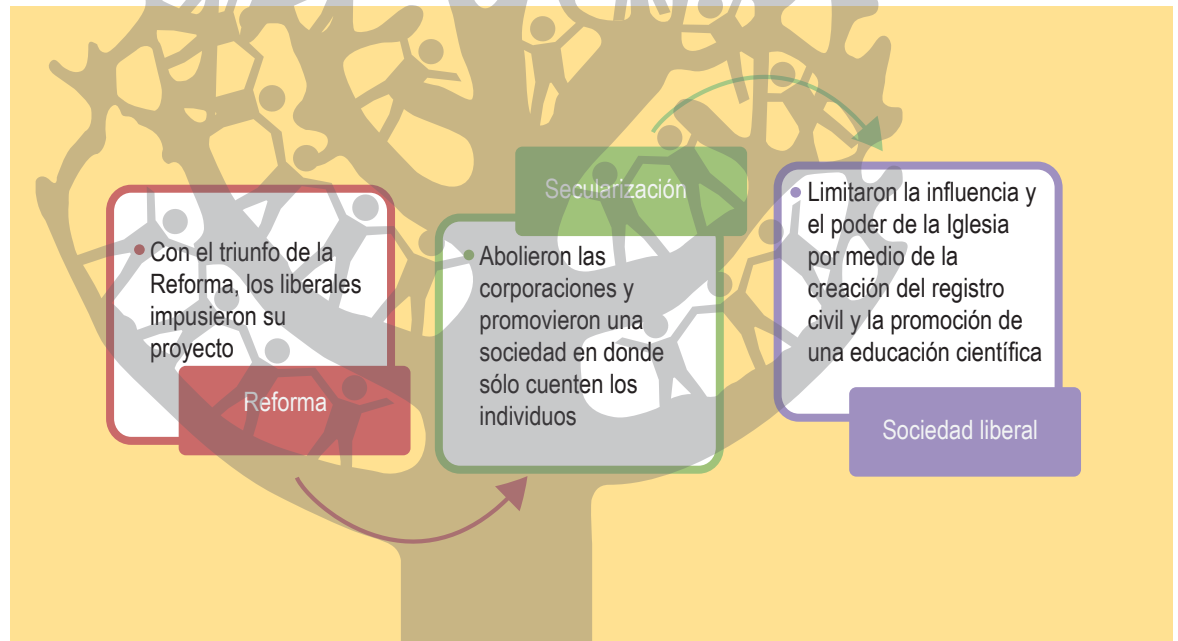 • Con el triunfo de la
Reforma, los liberales
impusieron su
proyecto
Reforma
Secularización
• Abolieron las
corporaciones y
promovieron una
sociedad en donde
sólo cuenten los
individuos
• Limitaron la influencia y
el poder de la Iglesia
por medio de la
creación del registro
civil y la promoción de
una educación científica
Sociedad liberal